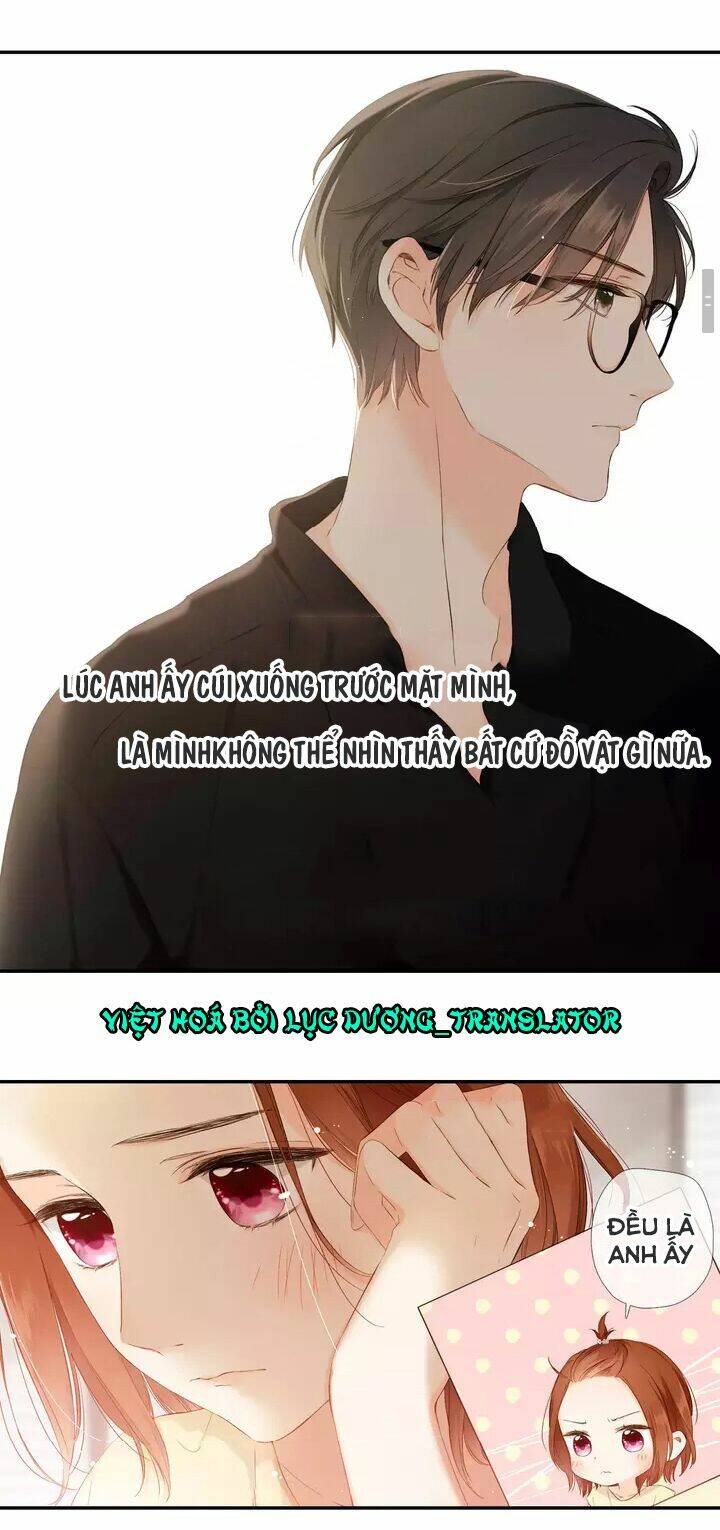 LÚC ANH ẤY CÚI XUỐNG TRƯỚC MẶT MÌNH,
LÀ MÌNHKHÔNG THỂ NHÌN THẤY BẤT CỨ ĐỒ VẬT GÌ NỮA.
VIỆT HOÁ BỞI LỤC DƯƠNG_TRANSLATOR
ĐỀU LÀ
ANH ẤY